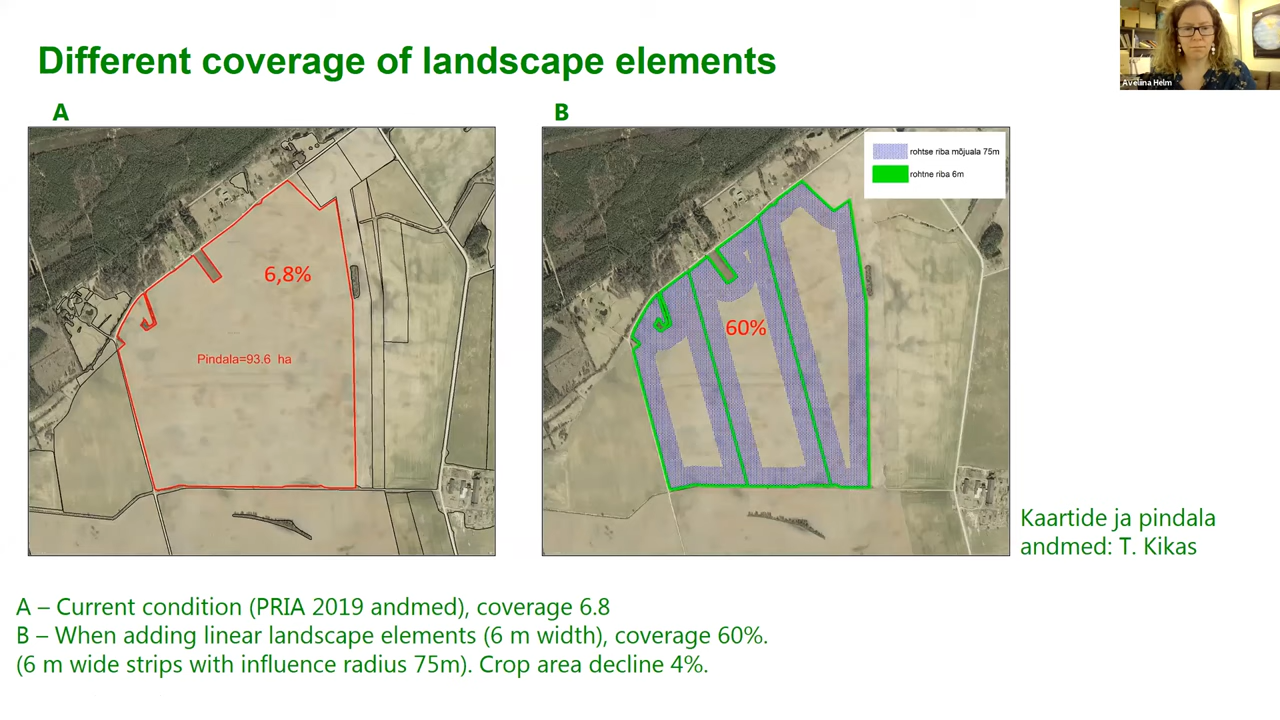 Different coverage of landscape elements
Avelina Helm
A
B
rohtse riba mõjuala 75m
rohtne riba 6m
6,8%
60%
Pindala=93.6 ha
Kaartide ja pindala
andmed: T. Kikas
A – Current condition (PRIA 2019 andmed), coverage 6.8
B – When adding linear landscape elements (6 m width), coverage 60%.
(6 m wide strips with influence radius 75m). Crop area decline 4%.